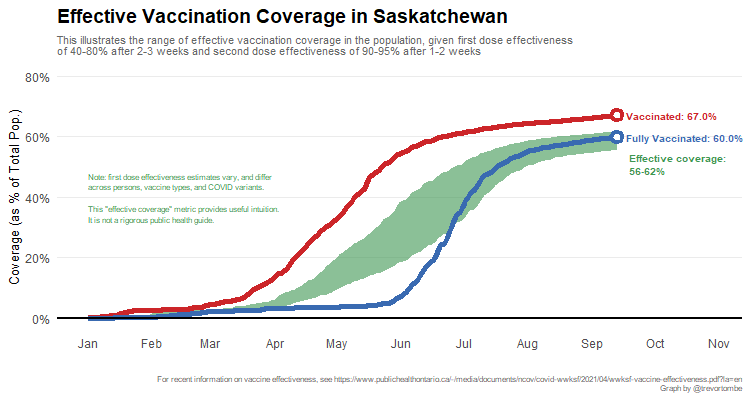 Effective Vaccination Coverage in Saskatchewan
This illustrates the range of effective vaccination coverage in the population, given first dose effectiveness
of 40-80% after 2-3 weeks and second dose effectiveness of 90-95% after 1-2 weeks
Coverage (as % of Total Pop.)
80%
60%
40%
20%
0%
Vaccinated: 67.0%
Fully Vaccinated: 60.0%
Effective coverage:
56-62%
Note: first dose effectiveness estimates vary, and differ
across persons, vaccine types, and COVID variants.
This "effective coverage" metric provides useful intuition.
It is not a rigorous public health guide.
Jan Feb Mar Apr May Jun Jul Aug Sep Oct Nov
For recent information on vaccine effectiveness, see https://www.publichealthontario.ca/-/media/documents/ncov/covid-wwksf/2021/04/wwksf-vaccine-effectiveness.pdf?la=en
Graph by @trevortombe